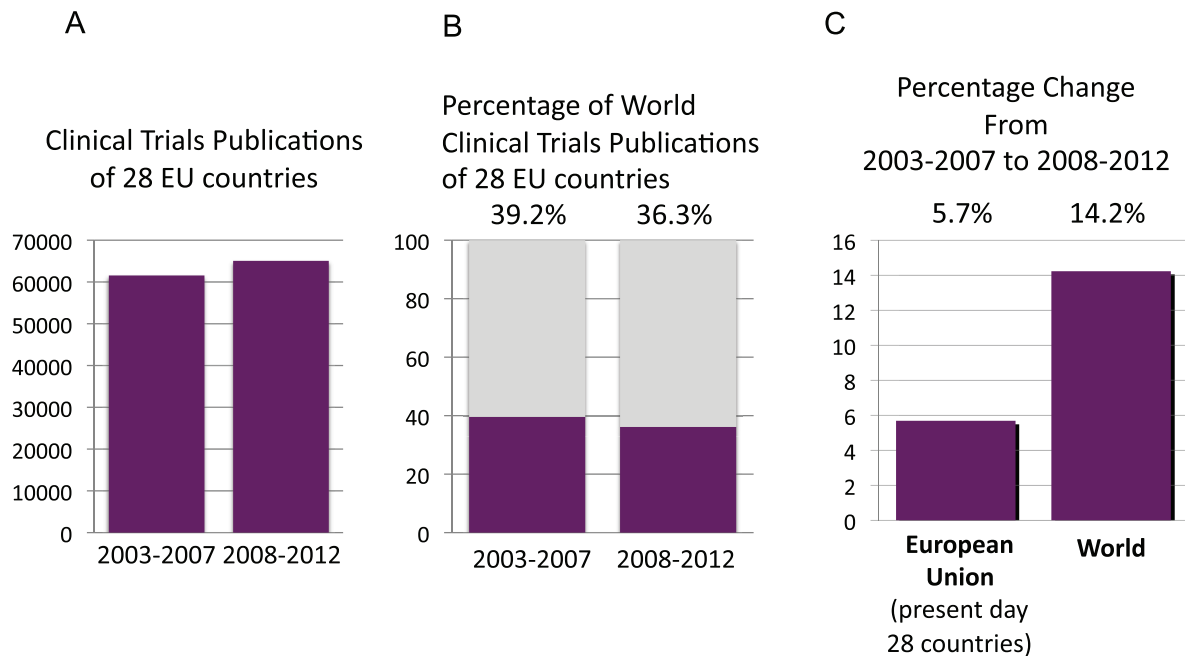 A
Clinical Trials Publications
of 28 EU countries
70000
60000
50000
40000
30000
20000
10000
0
2003-2007 2008-2012
B
Percentage of World
Clinical Trials Publications
of 28 EU countries
39.2% 36.3%
100
80
60
40
20
0
2003-2007 2008-2012
C
Percentage Change
From
2003-2007 to 2008-2012
5.7% 14.2%
16
14
12
10
8
6
4
2
0
European
Union
(present day
28 countries)
World